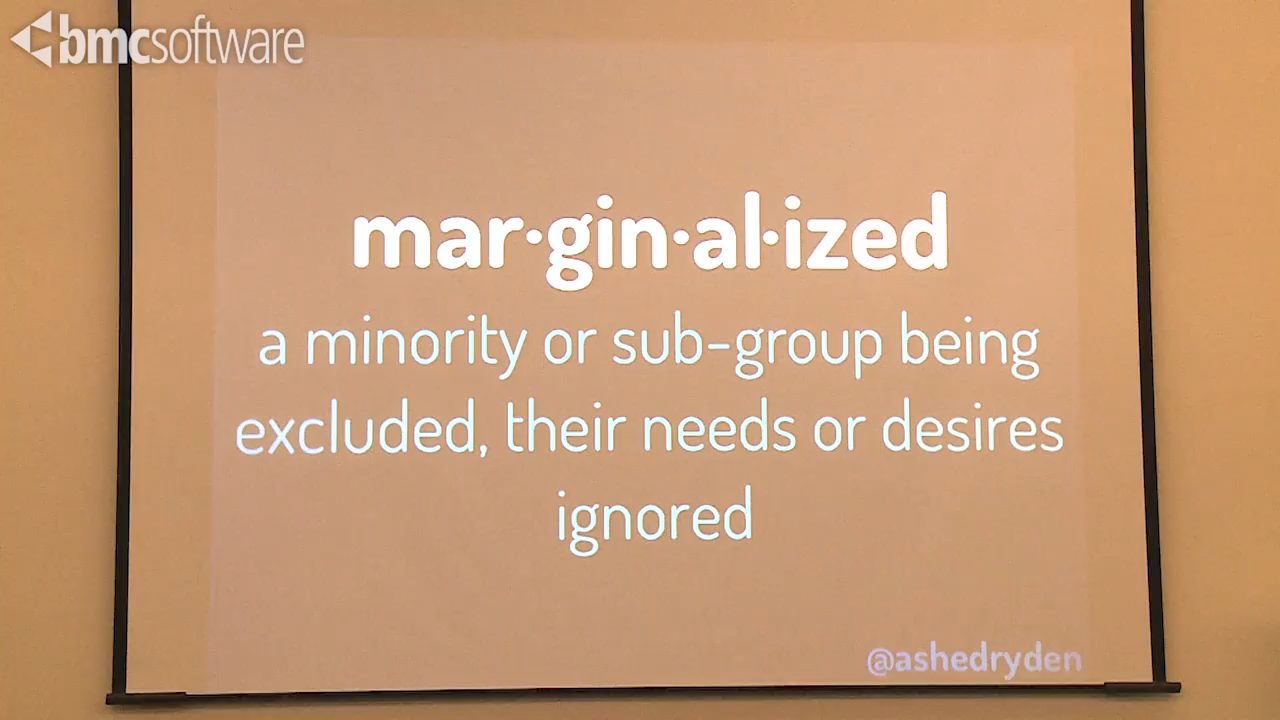 bmcsoftware
mar·gin·al·ized
a minority or sub-group being
excluded, their needs or desires
ignored
@ashedryden